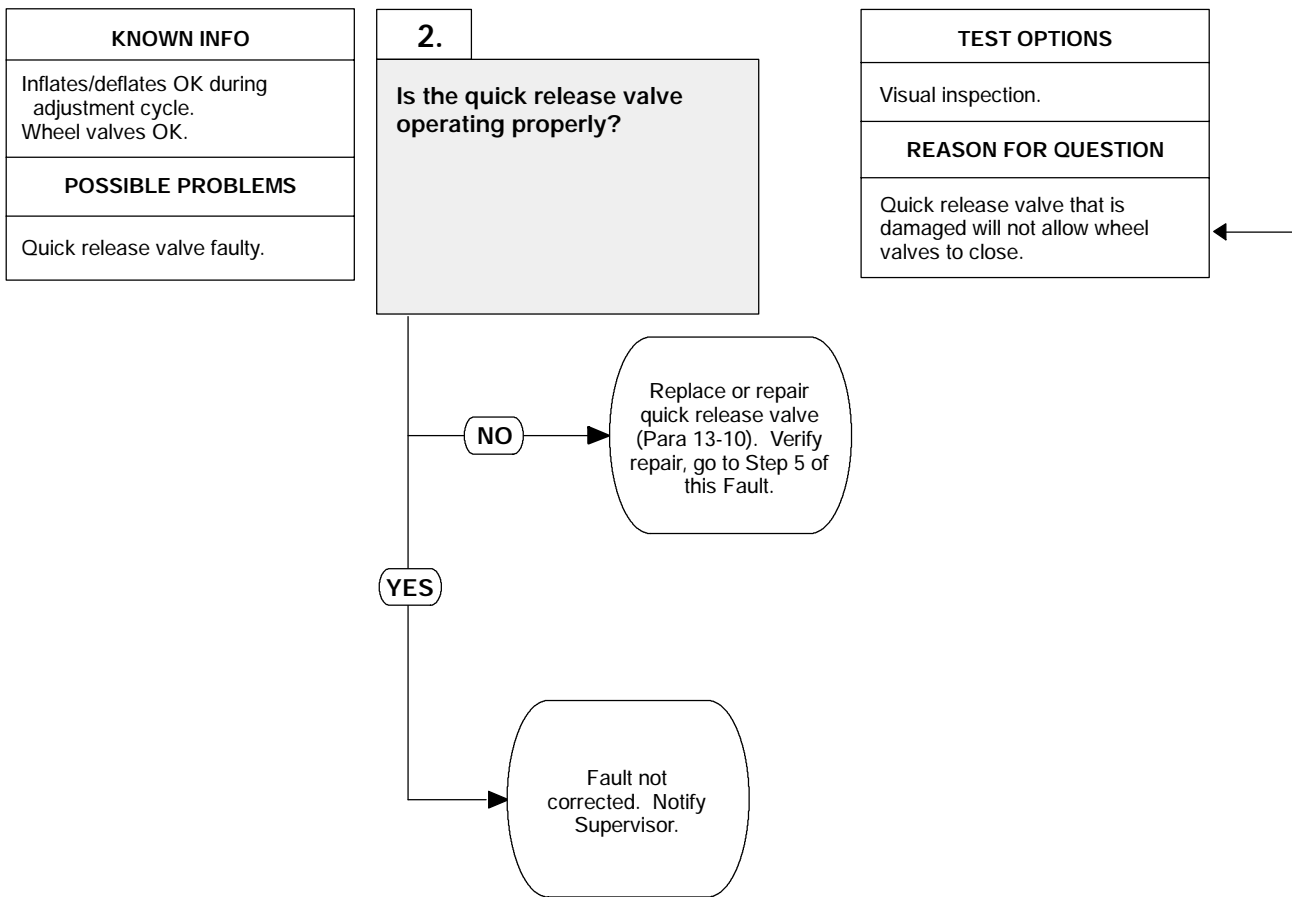 KNOWN INFO
Inflates/deflates OK during
adjustment cycle.
Wheel valves OK.
POSSIBLE PROBLEMS
Quick release valve faulty.
2.
Is the quick release valve
operating properly?
TEST OPTIONS
Visual inspection.
REASON FOR QUESTION
Quick release valve that is
damaged will not allow wheel
valves to close.
NO
Replace or repair
quick release valve
(Para 13-10). Verify
repair, go to Step 5 of
this Fault.
YES
Fault not
corrected. Notify
Supervisor.